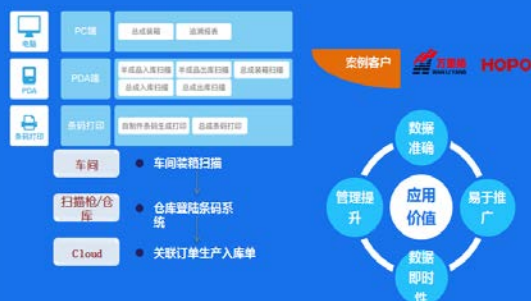 电脑
PC端
总成装箱
追溯报表
PDA
PDA端
半成品入库扫描
半成品出库扫描
总成装箱扫描
总成入库扫描
总成出库扫描
条码打印
条码打印
自制件条码生成打印
总成条码打印
车间
● 车间装箱扫描
扫描枪/仓
库
● 仓库登陆条码系
统
Cloud
● 关联订单生产入库单
案例客户
HOPO
数据
准确
管理提
升
应用
价值
易于推
广
数据
即时
性